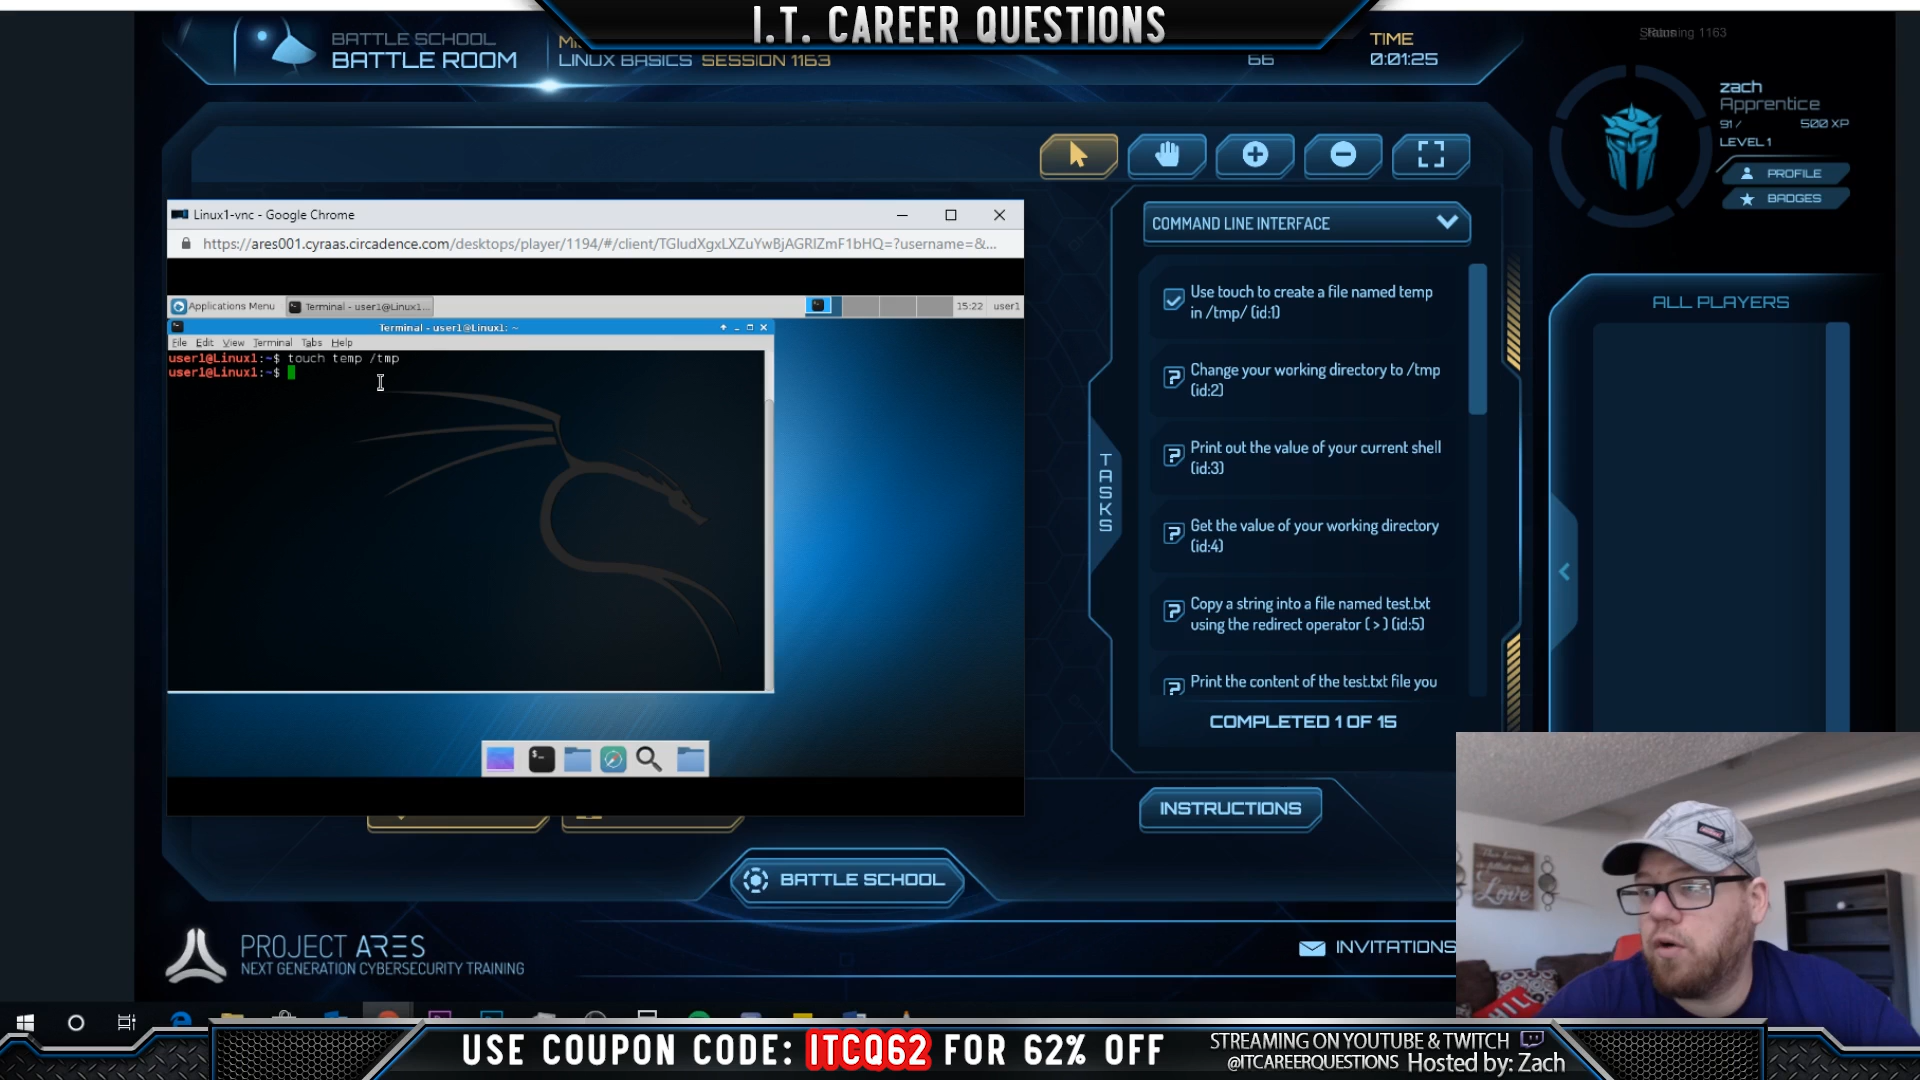 I.T. CAREER QUESTIONS
BATTLE SCHOOL
BATTLE ROOM
LINUX BASICS SESSION 1163
66
TIME
0:01:25
zach
Apprentice
91 /
500 XP
LEVEL 1
PROFILE
BADGES
Linux1-vnc - Google Chrome
https://ares001.cyraas.circadence.com/desktops/player/1194/#/client/TGludXgxLXZuYwBjAGRlZmF1bHQ=?username=&...
Applications Menu
Terminal - user1@Linux1...
15:22
user1
Terminal - user1@Linux1: ~
File Edit View Terminal Tabs Help
user1@Linux1:~$ touch temp /tmp
user1@Linux1:~$
COMMAND LINE INTERFACE
TASKS
Use touch to create a file named temp
in /tmp/ (id:1)
Change your working directory to /tmp
(id:2)
Print out the value of your current shell
(id:3)
Get the value of your working directory
(id:4)
Copy a string into a file named test.txt
using the redirect operator ( > ) (id:5)
Print the content of the test.txt file you
COMPLETED 1 OF 15
INSTRUCTIONS
ALL PLAYERS
BATTLE SCHOOL
PROJECT ARES
NEXT GENERATION CYBERSECURITY TRAINING
INVITATIONS
Love
USE COUPON CODE: ITCQ62 FOR 62% OFF
STREAMING ON YOUTUBE & TWITCH
@ITCAREERQUESTIONS Hosted by: Zach